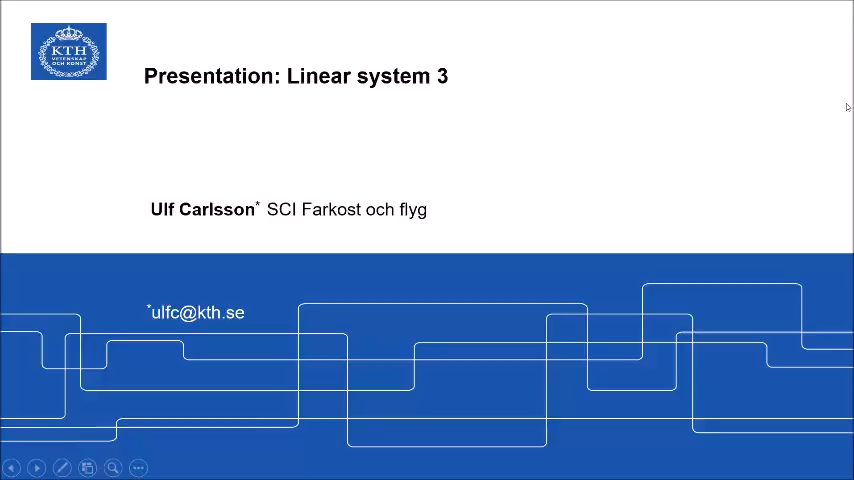 KTH
VETENSKAP
OCH KONST
Presentation: Linear system 3
Ulf Carlsson* SCI Farkost och flyg
*ulfc@kth.se